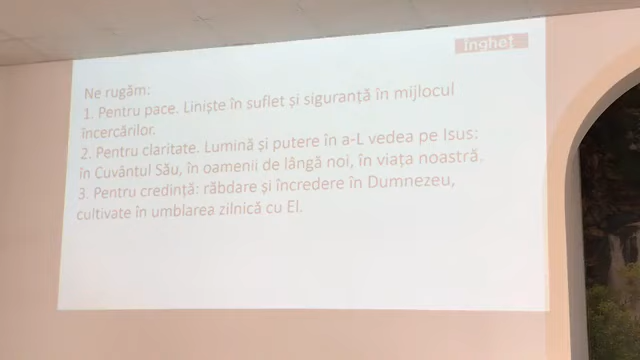 îngheț
Ne rugăm:
1. Pentru pace. Liniște în suflet și siguranță în mijlocul
încercărilor.
2. Pentru claritate. Lumină și putere în a-L vedea pe Isus:
în Cuvântul Său, în oamenii de lângă noi, în viața noastră.
3. Pentru credință: răbdare și încredere în Dumnezeu,
cultivate în umblarea zilnică cu El.